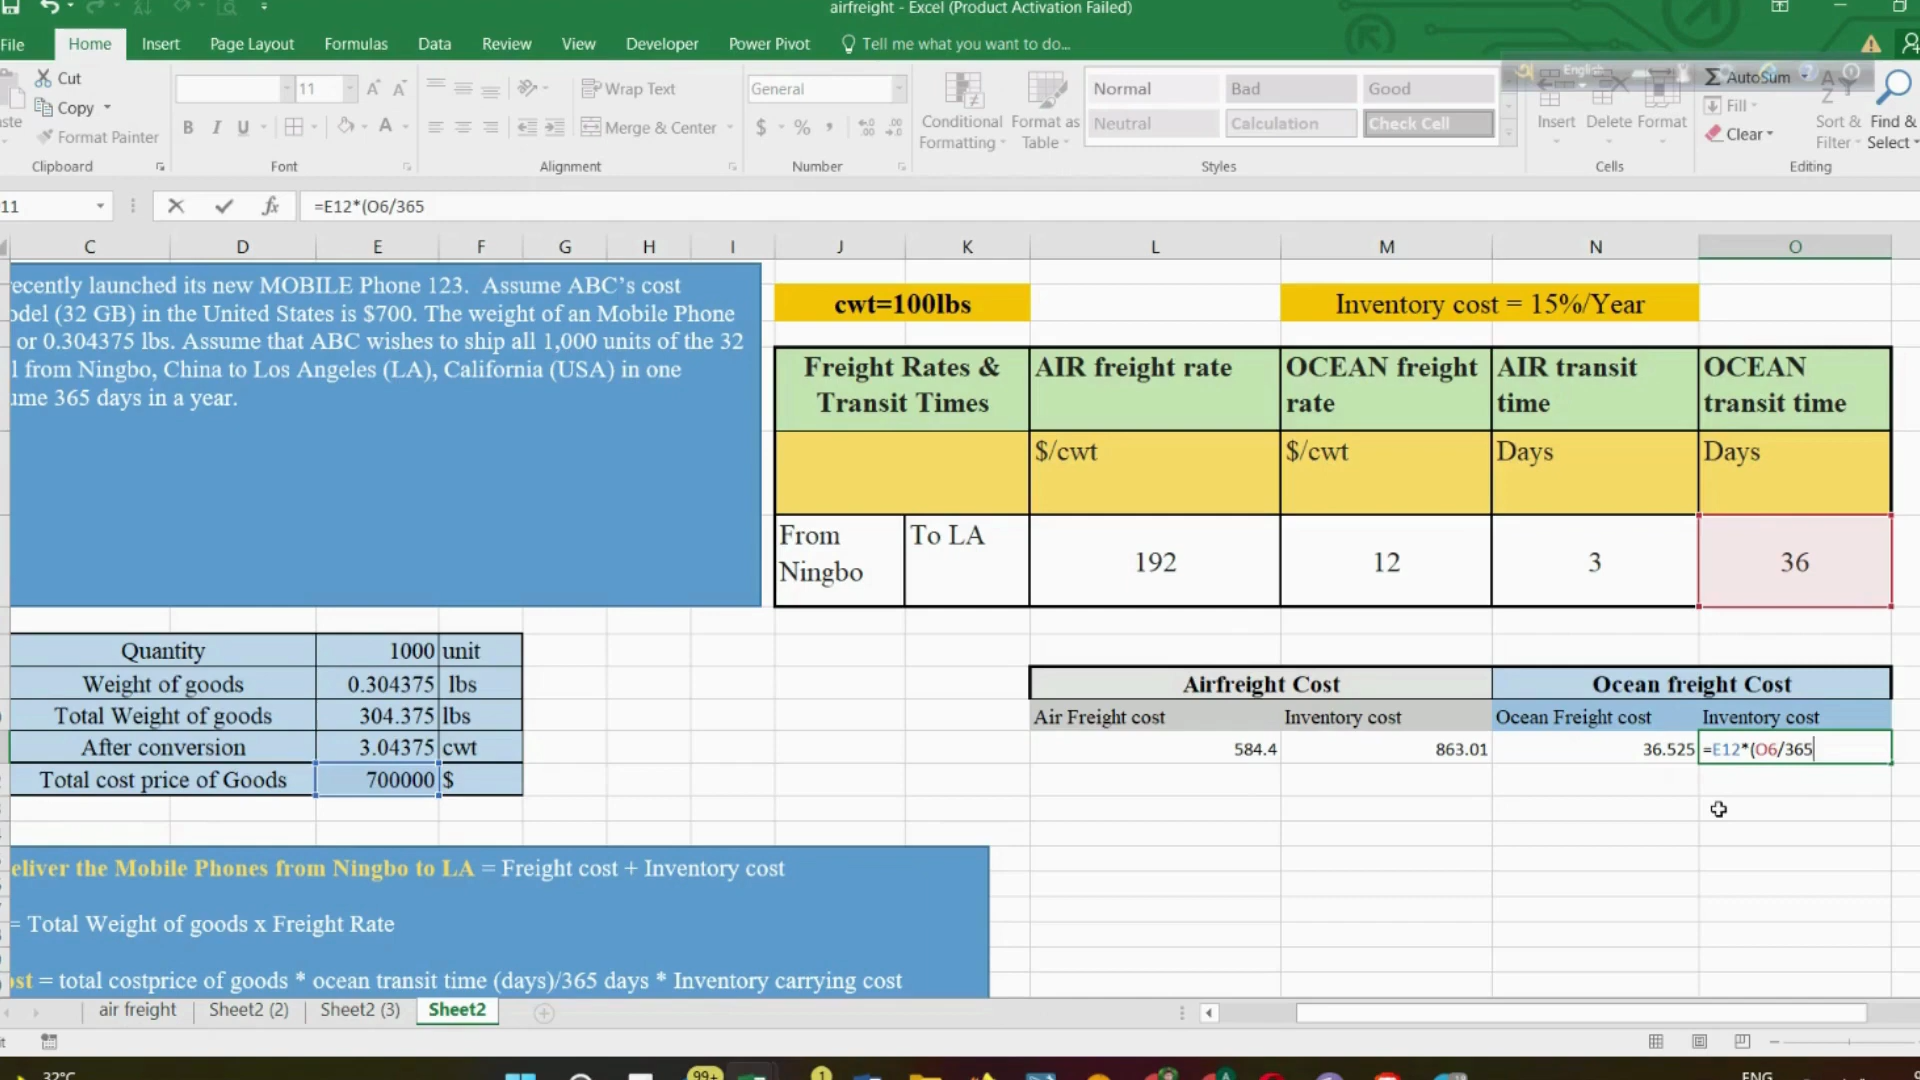 airfreight - Excel (Product Activation Failed)
File Home Insert Page Layout Formulas Data Review View Developer Power Pivot Tell me what you want to do...
Cut
Copy
Format Painter
Clipboard
11
B I U
Font
Wrap Text
Merge & Center
Alignment
General
$ % ,
Number
Conditional Formatting
Format as Table
Normal Bad Good
Neutral Calculation Check Cell
Styles
English
Insert Delete Format
Cells
AutoSum
Fill
Clear
Sort & Filter
Find & Select
Editing
11 fx =E12*(O6/365
C D E F G H I J K L M N O
ecently launched its new MOBILE Phone 123. Assume ABC's cost
odel (32 GB) in the United States is $700. The weight of an Mobile Phone
or 0.304375 lbs. Assume that ABC wishes to ship all 1,000 units of the 32
l from Ningbo, China to Los Angeles (LA), California (USA) in one
ume 365 days in a year.
cwt=100lbs
Inventory cost = 15%/Year
Freight Rates & Transit Times AIR freight rate OCEAN freight rate AIR transit time OCEAN transit time
$/cwt $/cwt Days Days
From Ningbo To LA 192 12 3 36
Quantity 1000 unit
Weight of goods 0.304375 lbs
Total Weight of goods 304.375 lbs
After conversion 3.04375 cwt
Total cost price of Goods 700000 $
Airfreight Cost Ocean freight Cost
Air Freight cost Inventory cost Ocean Freight cost Inventory cost
584.4 863.01 36.525 =E12*(O6/365
eliver the Mobile Phones from Ningbo to LA = Freight cost + Inventory cost
= Total Weight of goods x Freight Rate
ost = total costprice of goods * ocean transit time (days)/365 days * Inventory carrying cost
air freight Sheet2 (2) Sheet2 (3) Sheet2
32°C
99+
1
ENG